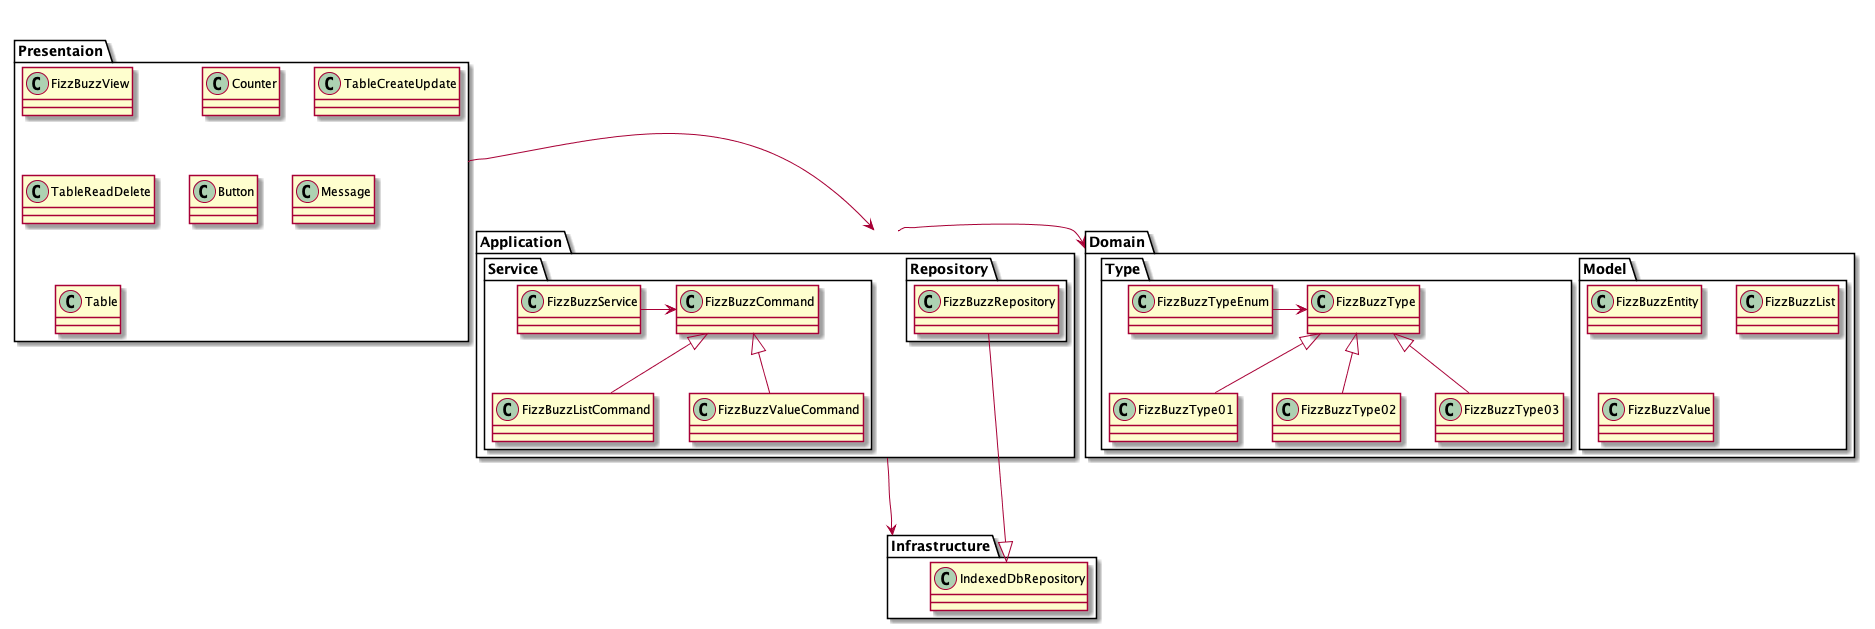 Presentaion
C FizzBuzzView
C Counter
C TableCreateUpdate
C TableReadDelete
C Button
C Message
C Table
Application
Service
C FizzBuzzService
C FizzBuzzCommand
C FizzBuzzListCommand
C FizzBuzzValueCommand
Repository
C FizzBuzzRepository
Domain
Type
C FizzBuzzTypeEnum
C FizzBuzzType
C FizzBuzzType01
C FizzBuzzType02
C FizzBuzzType03
Model
C FizzBuzzEntity
C FizzBuzzList
C FizzBuzzValue
Infrastructure
C IndexedDbRepository